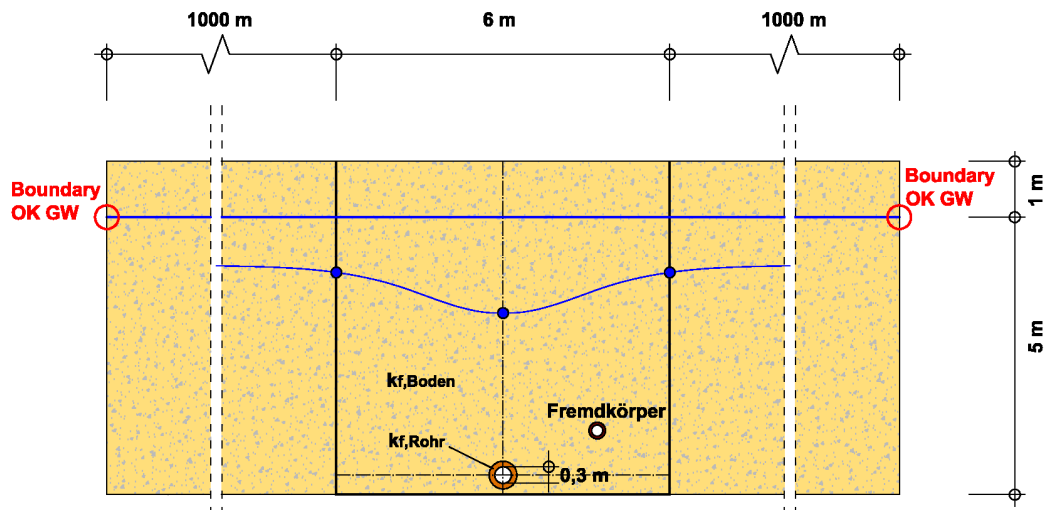 1000 m
6 m
1000 m
Boundary
OK GW
Boundary
OK GW
1 m
5 m
kf,Boden
Fremdkörper
kf,Rohr
0,3 m